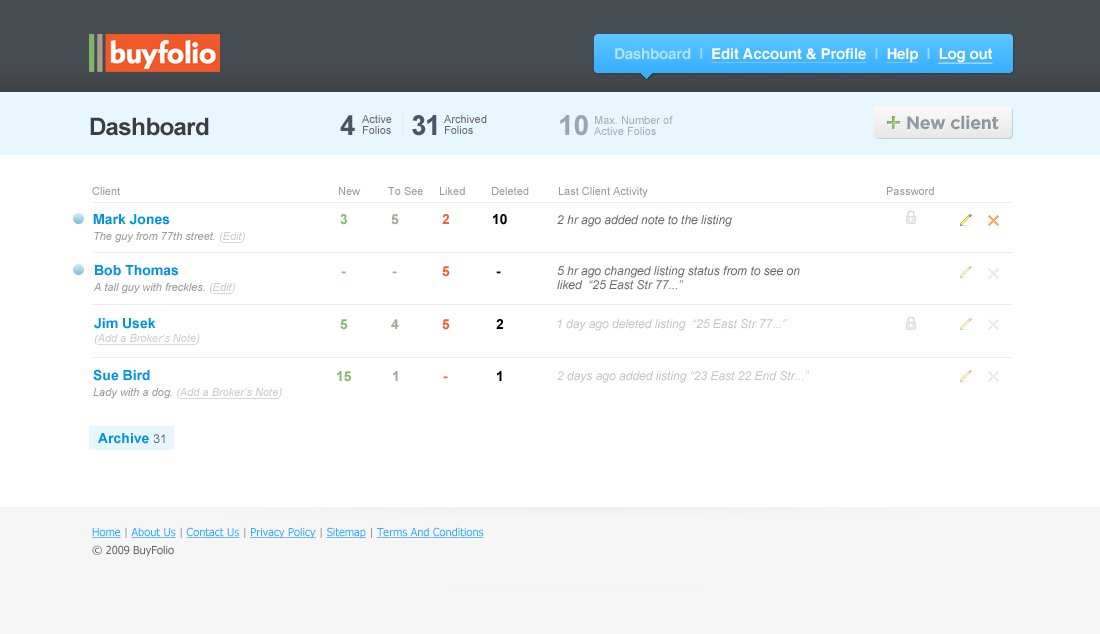 buyfolio
Dashboard | Edit Account & Profile | Help | Log out
Dashboard
4 Active Folios
31 Archived Folios
10 Max. Number of Active Folios
+ New client
Client New To See Liked Deleted Last Client Activity Password
Mark Jones 3 5 2 10 2 hr ago added note to the listing
The guy from 77th street. (Edit)
Bob Thomas - - 5 - 5 hr ago changed listing status from to see on
liked “25 East Str 77...”
A tall guy with freckles. (Edit)
Jim Usek 5 4 5 2 1 day ago deleted listing “25 East Str 77...”
(Add a Broker's Note)
Sue Bird 15 1 - 1 2 days ago added listing “23 East 22 End Str...”
Lady with a dog. (Add a Broker's Note)
Archive 31
Home | About Us | Contact Us | Privacy Policy | Sitemap | Terms And Conditions
© 2009 BuyFolio